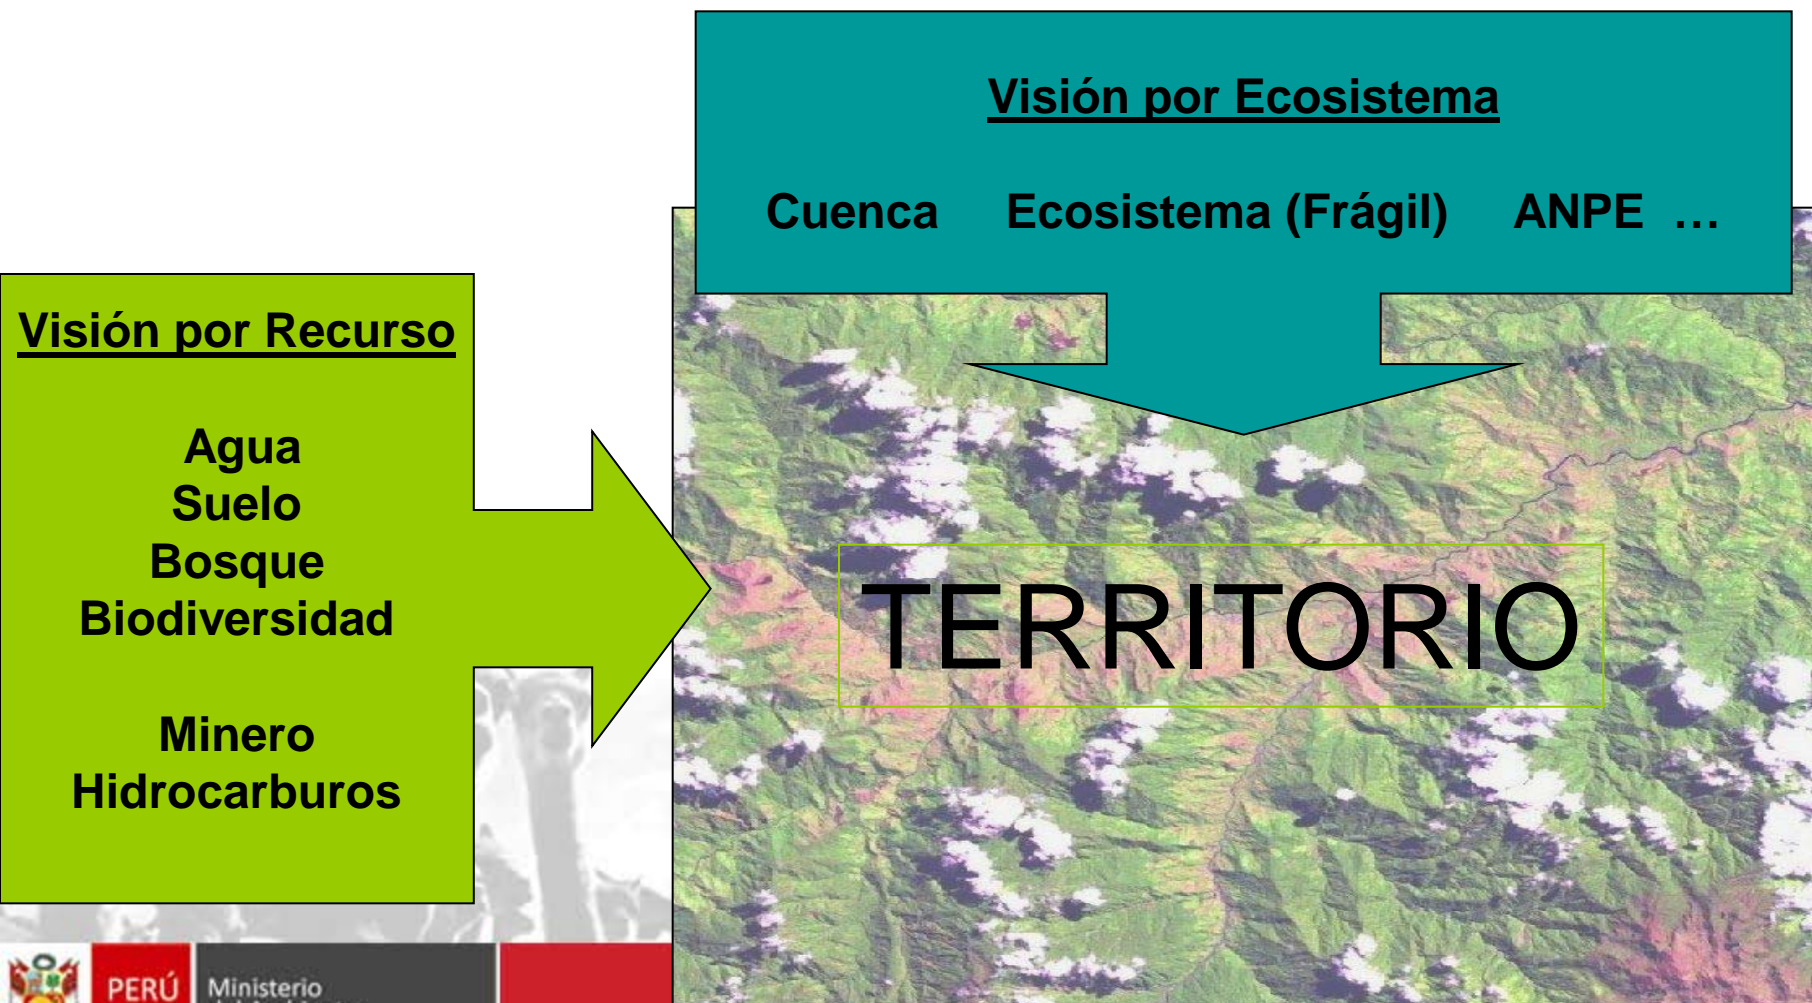 Visión por Ecosistema
Cuenca Ecosistema (Frágil) ANPE …
Visión por Recurso
Agua
Suelo
Bosque
Biodiversidad
Minero
Hidrocarburos
TERRITORIO
PERÚ
Ministerio